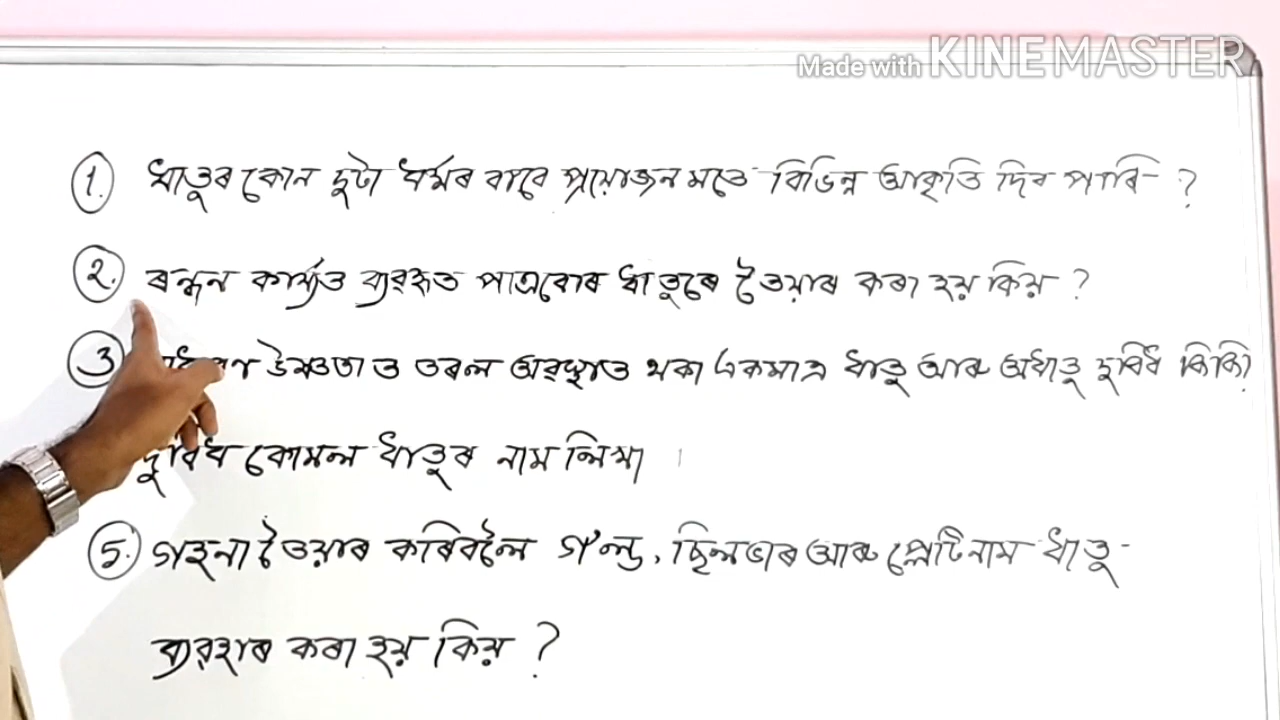 Made with KINEMASTER
1. ধাতুৰ কোন দুটা ধৰ্মৰ বাবে প্ৰয়োজন মতে বিভিন্ন আকৃতি দিব পাৰি ?
২. ৰন্ধন কাৰ্য্যত ব্যৱহৃত পাত্ৰবোৰ ধাতুৰে তৈয়াৰ কৰা হয় কিয় ?
3 উষ্ণতাত তৰল অৱস্থাত থকা একমাত্ৰ ধাতু আৰু অধাতু দুবিধ কি কি?
দুবিধ কোমল ধাতুৰ নাম লিখা ।
5. গহনা তৈয়াৰ কৰিবলৈ গ'ল্ড, ছিলভাৰ আৰু প্লেটিনাম ধাতু -
ব্যৱহাৰ কৰা হয় কিয় ?